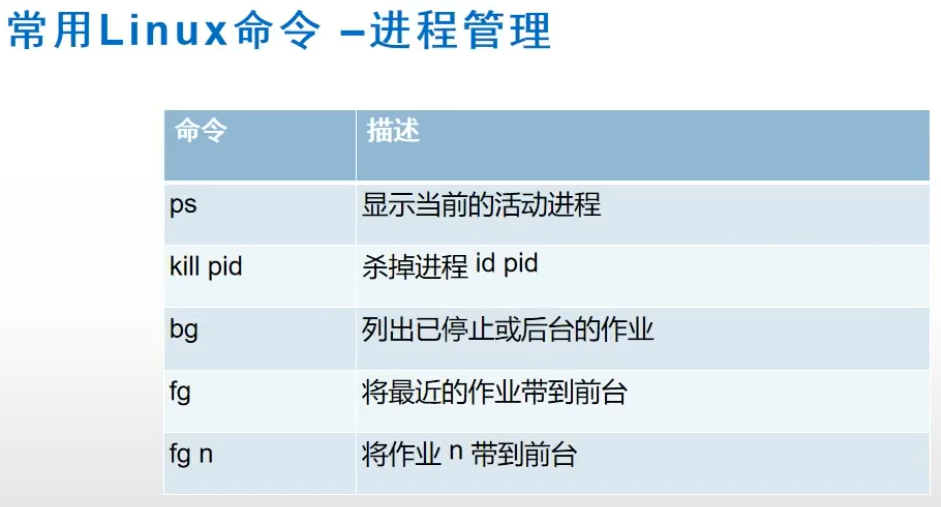 常用Linux命令 –进程管理
命令 描述
ps 显示当前的活动进程
kill pid 杀掉进程 id pid
bg 列出已停止或后台的作业
fg 将最近的作业带到前台
fg n 将作业 n 带到前台